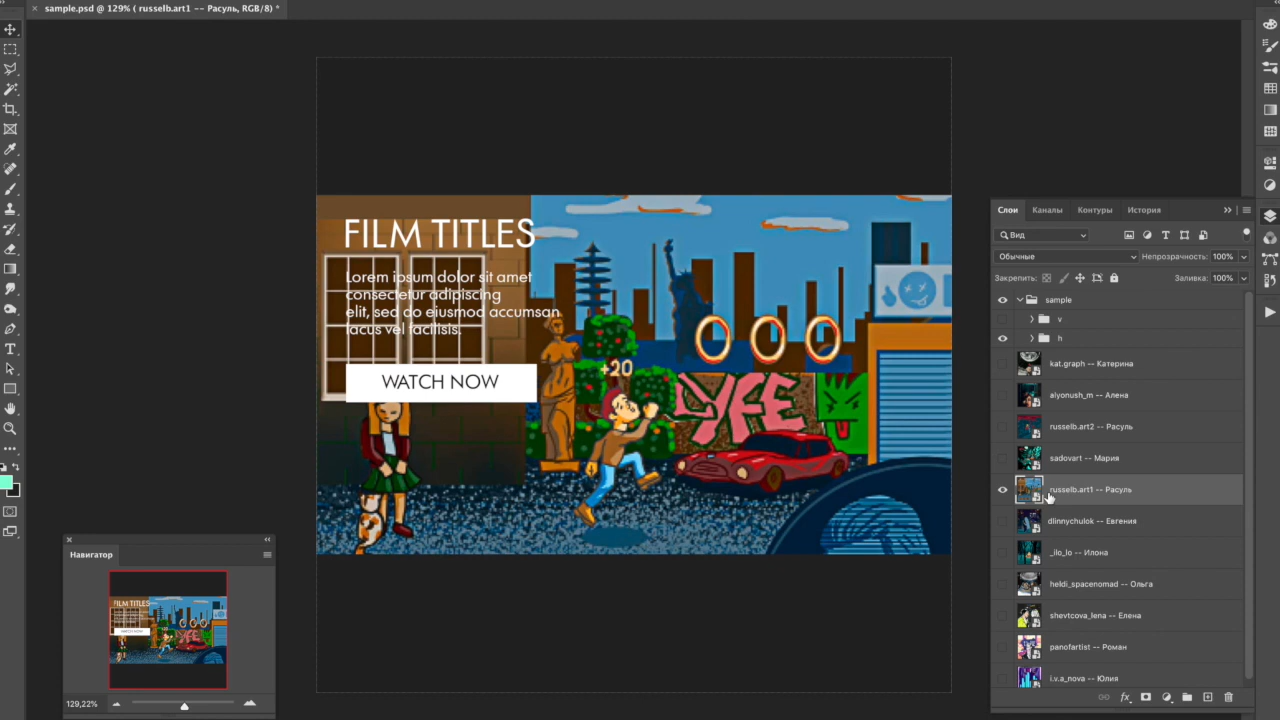 sample.psd @ 129% ( russelb.art1 -- Расуль, RGB/8) *
FILM TITLES
Lorem ipsum dolor sit amet
consectetur adipiscing
elit, sed do eiusmod accumsan
lacus vel facilisis.
WATCH NOW
+20
LYFE
Слои
Каналы
Контуры
История
Вид
Обычные
Непрозрачность: 100%
Закрепить:
Заливка: 100%
sample
v
h
kat.graph -- Катерина
alyonush_m -- Алена
russelb.art2 -- Расуль
sadovart -- Мария
russelb.art1 -- Расуль
dlinnychulok -- Евгения
_ilo_lo -- Илона
heldi_spacenomad -- Ольга
shevtcova_lena -- Елена
panofartist -- Роман
i.v.a_nova -- Юлия
fx
Навигатор
FILM TITLES
WATCH NOW
129,22%